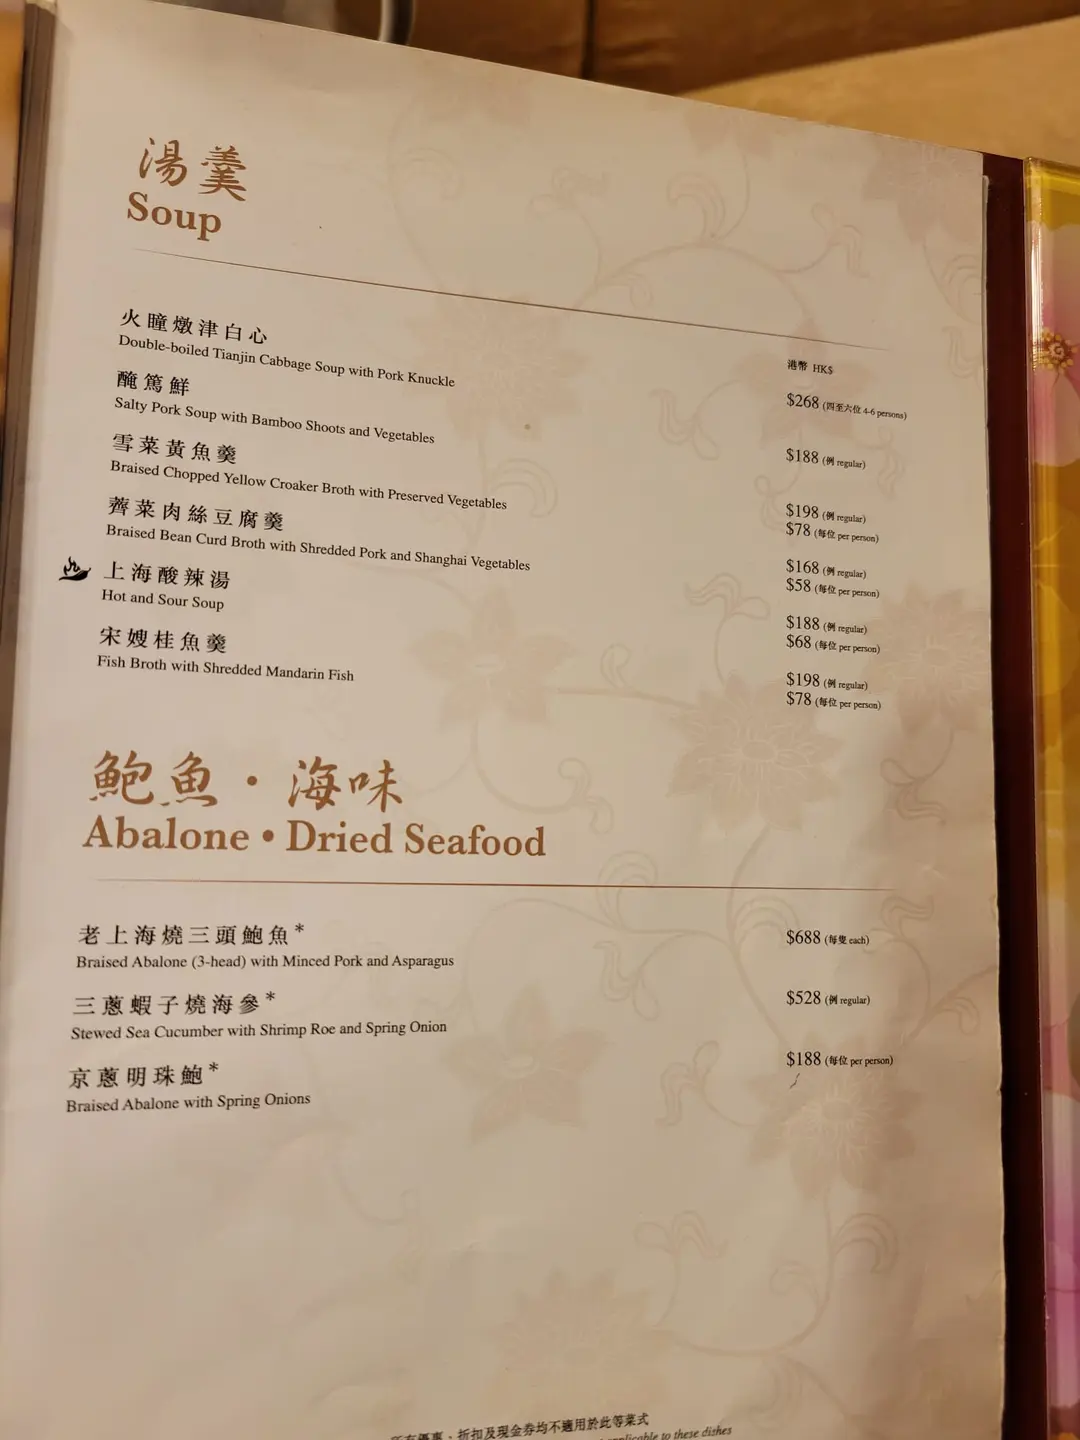 湯羹
Soup
港幣 HK$
火瞳燉津白心
Double-boiled Tianjin Cabbage Soup with Pork Knuckle
$268 (四至六位 4-6 persons)
醃篤鮮
Salty Pork Soup with Bamboo Shoots and Vegetables
$188 (例 regular)
雪菜黃魚羹
Braised Chopped Yellow Croaker Broth with Preserved Vegetables
$198 (例 regular)
$78 (每位 per person)
薺菜肉絲豆腐羹
Braised Bean Curd Broth with Shredded Pork and Shanghai Vegetables
$168 (例 regular)
$58 (每位 per person)
上海酸辣湯
Hot and Sour Soup
$188 (例 regular)
$68 (每位 per person)
宋嫂桂魚羹
Fish Broth with Shredded Mandarin Fish
$198 (例 regular)
$78 (每位 per person)
鮑魚・海味
Abalone • Dried Seafood
老上海燒三頭鮑魚*
Braised Abalone (3-head) with Minced Pork and Asparagus
$688 (每隻 each)
三蔥蝦子燒海參*
Stewed Sea Cucumber with Shrimp Roe and Spring Onion
$528 (例 regular)
京蔥明珠鮑*
Braised Abalone with Spring Onions
$188 (每位 per person)
所有優惠、折扣及現金券均不適用於此等菜式
applicable to these dishes